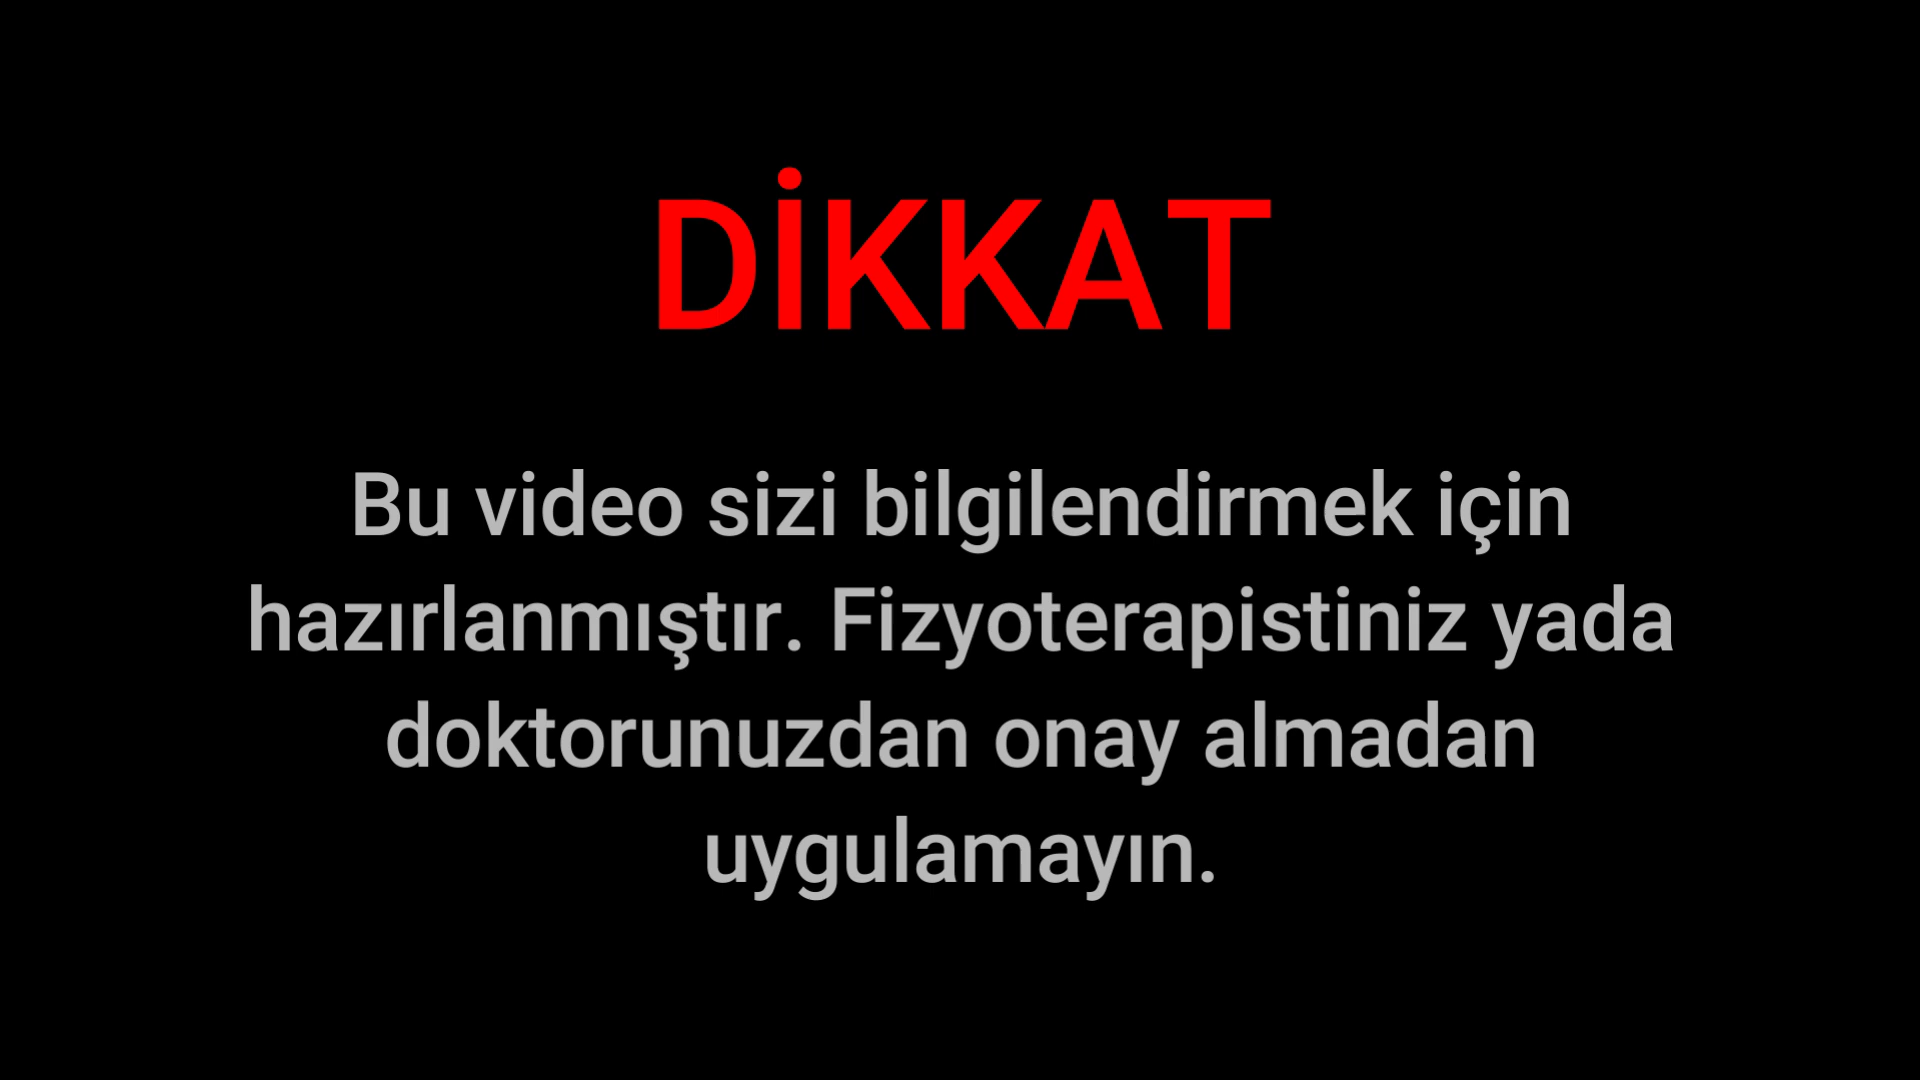 DİKKAT
Bu video sizi bilgilendirmek için
hazırlanmıştır. Fizyoterapistiniz yada
doktorunuzdan onay almadan
uygulamayın.